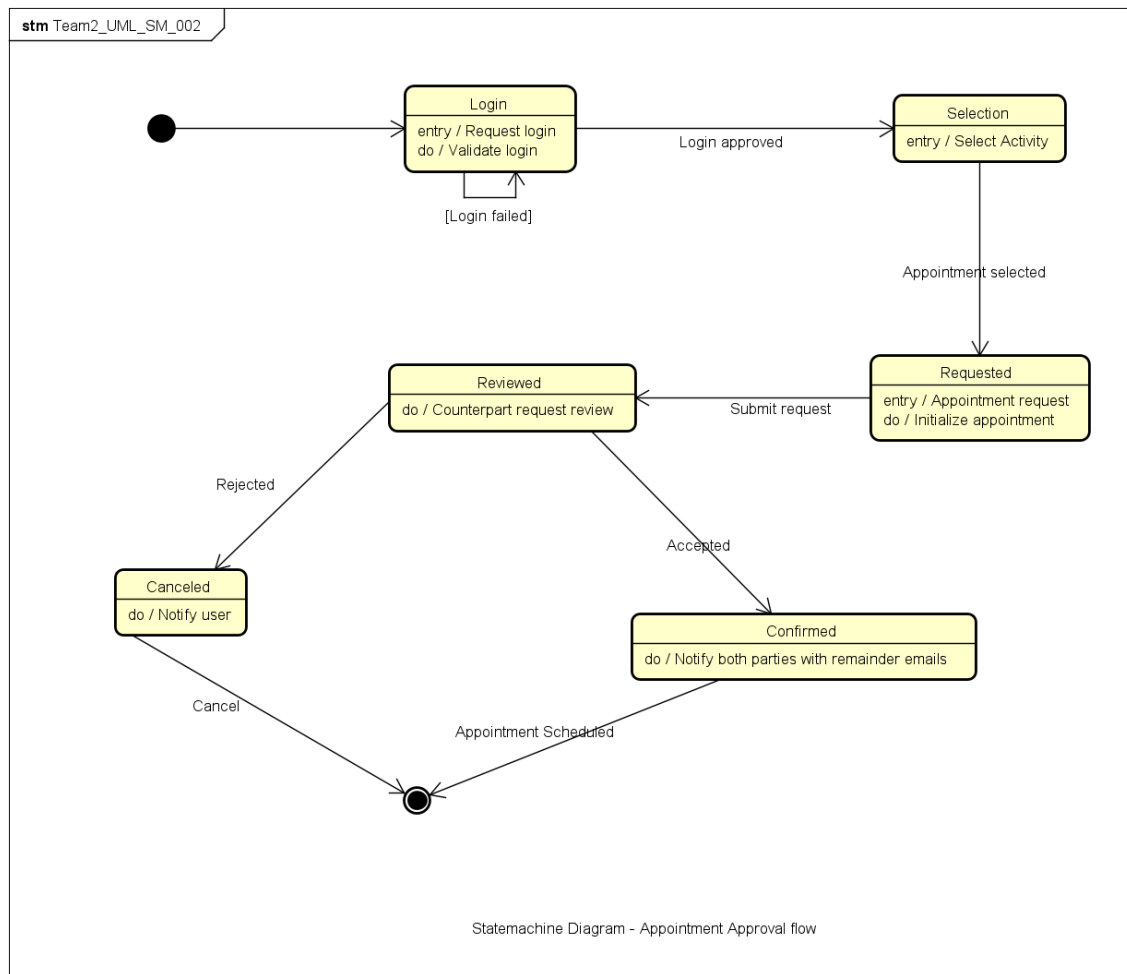 stm Team2_UML_SM_002
Login
entry / Request login
do / Validate login
Login approved
Selection
entry / Select Activity
[Login failed]
Appointment selected
Requested
entry / Appointment request
do / Initialize appointment
Submit request
Reviewed
do / Counterpart request review
Rejected
Accepted
Canceled
do / Notify user
Confirmed
do / Notify both parties with remainder emails
Cancel
Appointment Scheduled
Statemachine Diagram - Appointment Approval flow